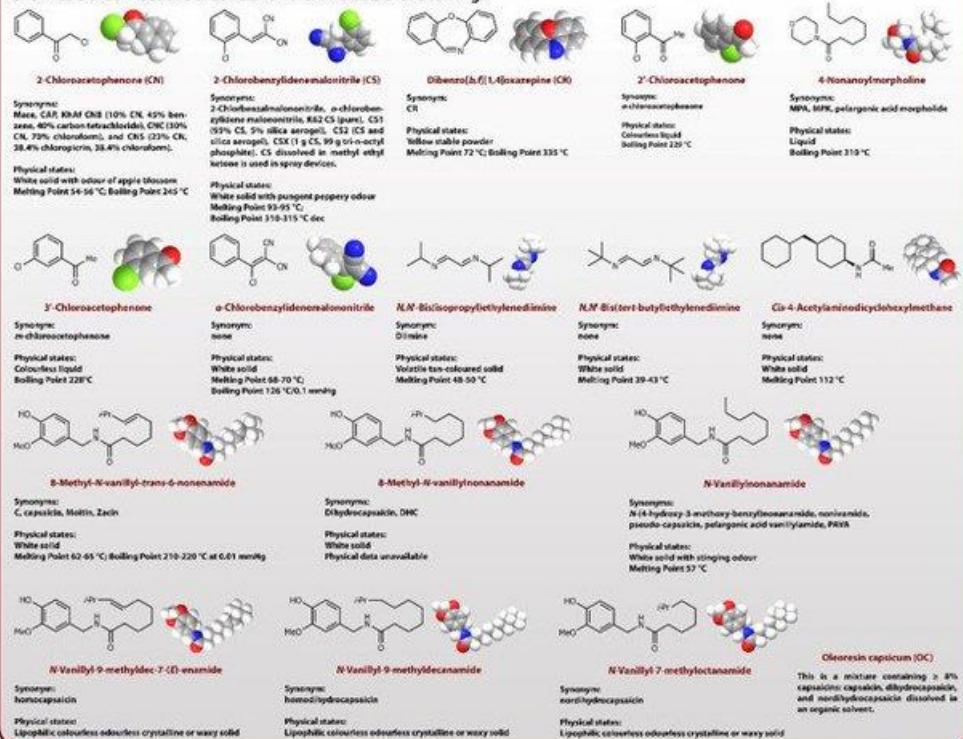 2-Chloroacetophenone (CN)
Synonyms:
Mace, CAP, KhAF CNB (10% CN, 45% ben-
zene, 40% carbon tetrachloride), CNC (30%
CN, 70% chloroform), and CNS (23% CN,
38.4% chloropicrin, 38.4% chloroform).
Physical states:
White solid with odour of apple blossom
Melting Point 54-56 °C; Boiling Point 245 °C
2-Chlorobenzylidenemalonitrile (CS)
Synonyms:
2-Chlorbenzalmalononitrile, o-chloroben-
zylidene malononitrile, K62 CS (pure), CS1
(95% CS, 5% silica aerogel), CS2 (CS and
silica aerogel), CSX (1 g CS, 99 g tri-n-octyl
phosphite). CS dissolved in methyl ethyl
ketone is used in spray devices.
Physical states:
White solid with pungent peppery odour
Melting Point 93-95 °C;
Boiling Point 310-315 °C dec
Dibenzo[b,f][1,4]oxazepine (CR)
Synonym:
CR
Physical states:
Yellow stable powder
Melting Point 72 °C; Boiling Point 335 °C
2'-Chloroacetophenone
Synonym:
o-chloroacetophenone
Physical states:
Colourless liquid
Boiling Point 229 °C
4-Nonanoylmorpholine
Synonyms:
MPA, MPK, pelargonic acid morpholide
Physical states:
Liquid
Boiling Point 310 °C
3'-Chloroacetophenone
Synonym:
m-chloroacetophenone
Physical states:
Colourless liquid
Boiling Point 228°C
α-Chlorobenzylidenemalononitrile
Synonym:
none
Physical states:
White solid
Melting Point 68-70 °C;
Boiling Point 126 °C/0.1 mmHg
N,N'-Bis(isopropyl)ethylenediimine
Synonym:
Diimine
Physical states:
Volatile tan-coloured solid
Melting Point 48-50 °C
N,N'-Bis(tert-butyl)ethylenediimine
Synonym:
none
Physical states:
White solid
Melting Point 39-43 °C
Cis-4-Acetylaminodicyclohexylmethane
Synonym:
none
Physical states:
White solid
Melting Point 112 °C
8-Methyl-N-vanillyl-trans-6-nonenamide
Synonyms:
C, capsaicin, Moitin, Zacin
Physical states:
White solid
Melting Point 62-65 °C; Boiling Point 210-220 °C at 0.01 mmHg
8-Methyl-N-vanillylnonanamide
Synonyms:
Dihydrocapsaicin, DHC
Physical states:
White solid
Physical data unavailable
N-Vanillylnonanamide
Synonyms:
N-(4-hydroxy-3-methoxy-benzyl)nonanamide, nonivamide,
pseudo-capsaicin, pelargonic acid vanillylamide, PAVA
Physical states:
White solid with stinging odour
Melting Point 57 °C
N-Vanillyl-9-methyldec-7-(E)-enamide
Synonym:
homocapsaicin
Physical states:
Lipophilic colourless odourless crystalline or waxy solid
N-Vanillyl-9-methyldecanamide
Synonym:
homodihydrocapsaicin
Physical states:
Lipophilic colourless odourless crystalline or waxy solid
N-Vanillyl-7-methyloctanamide
Synonym:
nordihydrocapsaicin
Physical states:
Lipophilic colourless odourless crystalline or waxy solid
Oleoresin capsicum (OC)
This is a mixture containing ≥ 8%
capsaicins: capsaicin, dihydrocapsaicin,
and nordihydrocapsaicin dissolved in
an organic solvent.